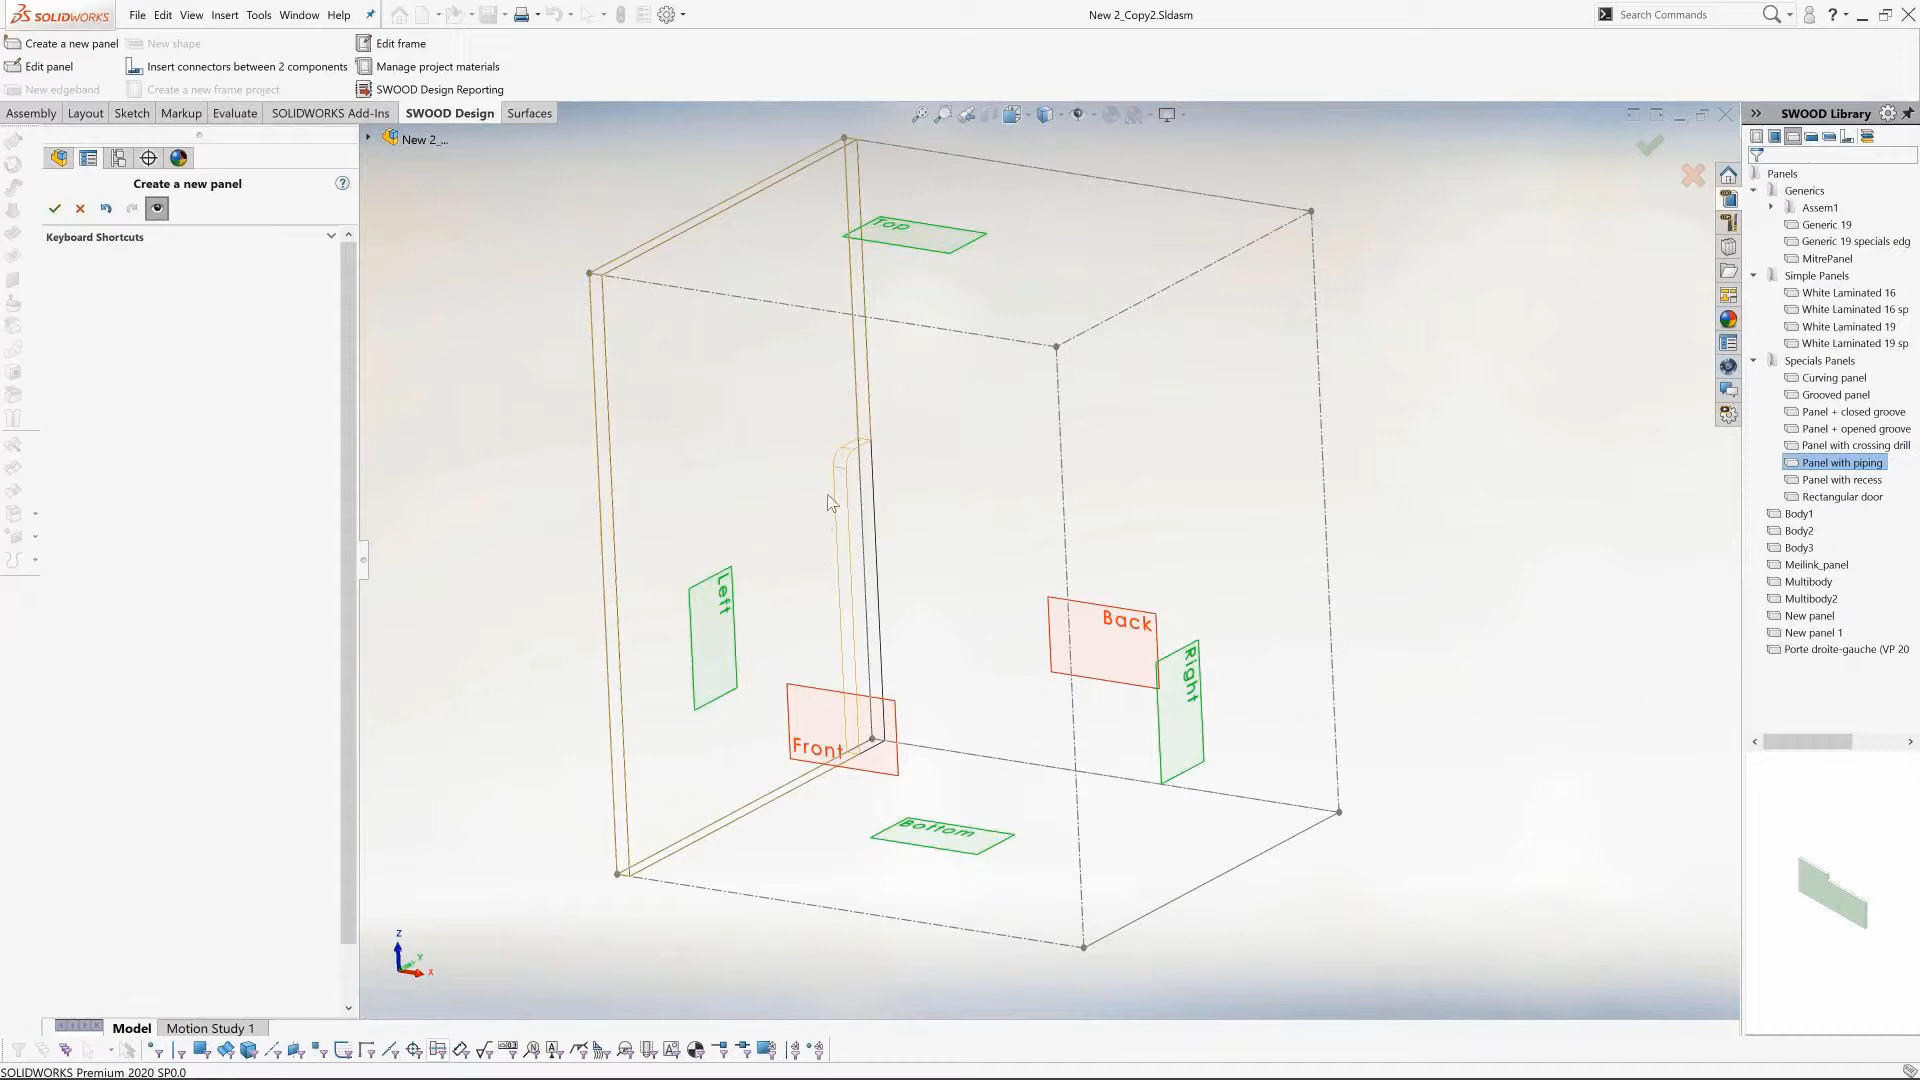 SOLIDWORKS
File Edit View Insert Tools Window Help
New 2_Copy2.Sldasm
Search Commands
Create a new panel
New shape
Edit frame
Edit panel
Insert connectors between 2 components
Manage project materials
New edgeband
Create a new frame project
SWOOD Design Reporting
Assembly Layout Sketch Markup Evaluate SOLIDWORKS Add-Ins SWOOD Design Surfaces
SWOOD Library
New 2_...
Create a new panel
Keyboard Shortcuts
Top
Left
Back
Right
Front
Bottom
Z
Y
X
Panels
Generics
Assem1
Generic 19
Generic 19 specials edg
MitrePanel
Simple Panels
White Laminated 16
White Laminated 16 sp
White Laminated 19
White Laminated 19 sp
Specials Panels
Curving panel
Grooved panel
Panel + closed groove
Panel + opened groove
Panel with crossing drill
Panel with piping
Panel with recess
Rectangular door
Body1
Body2
Body3
Meilink_panel
Multibody
Multibody2
New panel
New panel 1
Porte droite-gauche (VP 20
Model Motion Study 1
SOLIDWORKS Premium 2020 SP0.0